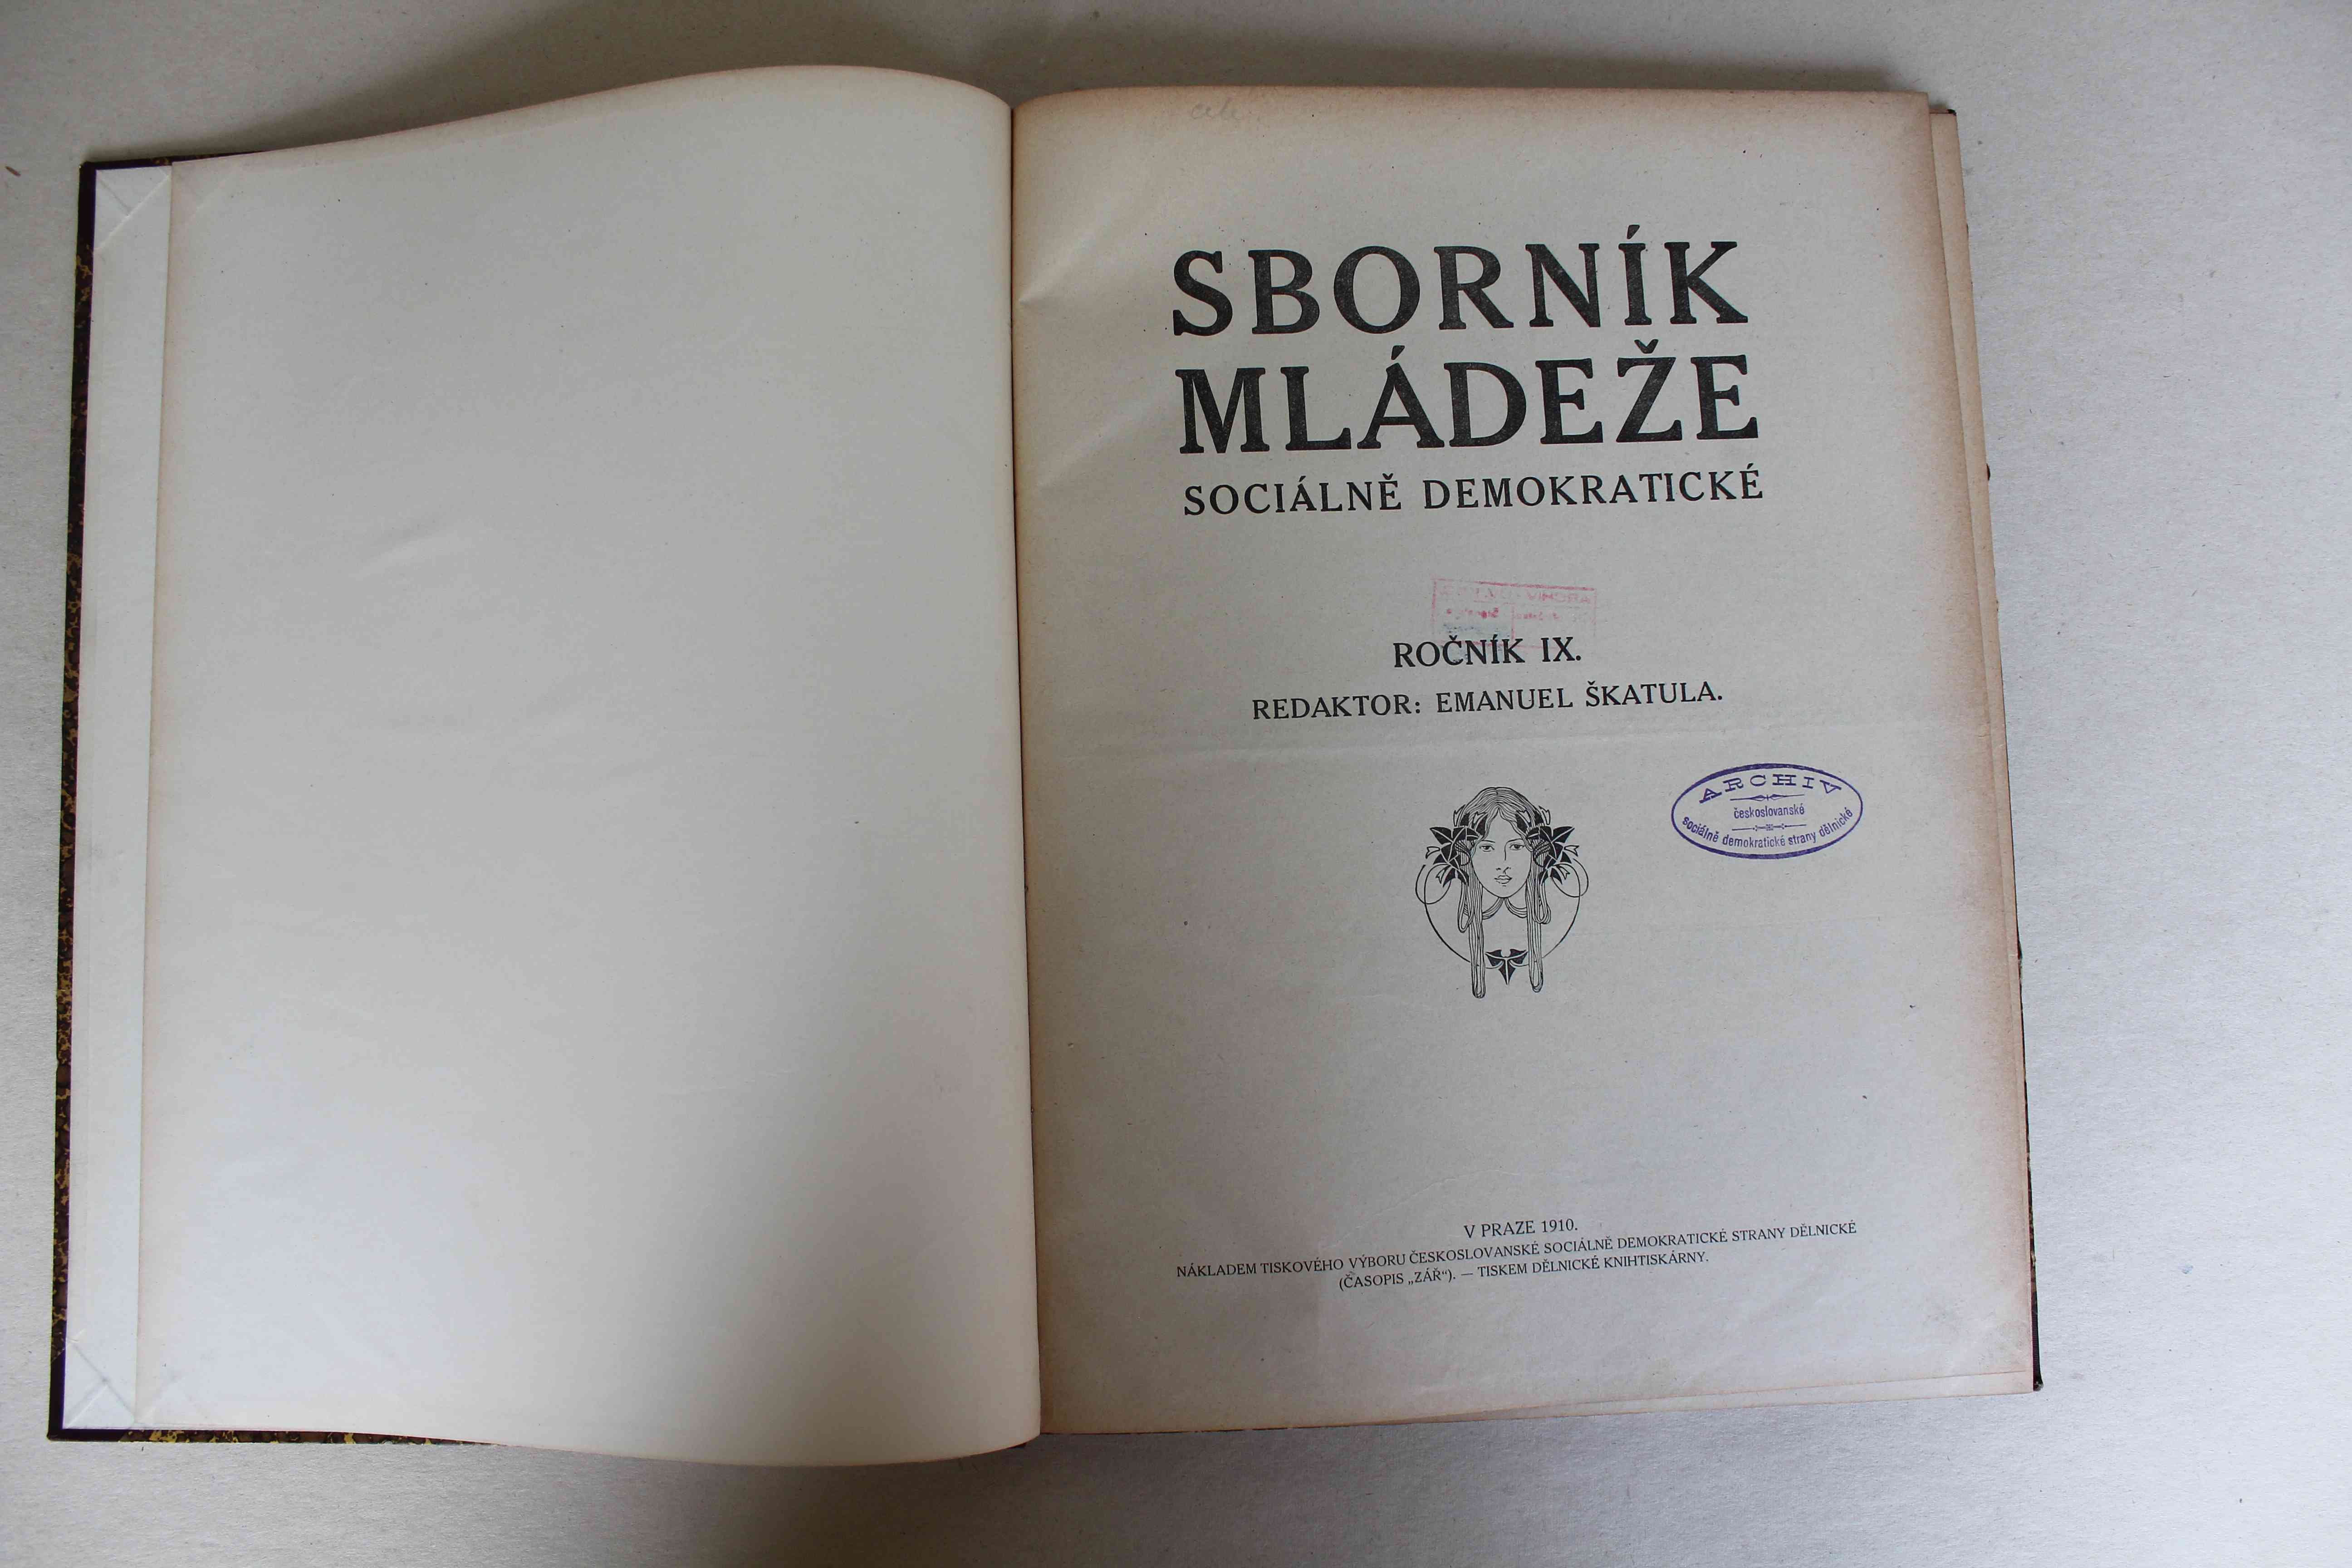 SBORNÍK
MLÁDEŽE
SOCIÁLNĚ DEMOKRATICKÉ
ROČNÍK IX.
REDAKTOR: EMANUEL ŠKATULA.
ARCHIV
československé
sociálně demokratické strany dělnické
V PRAZE 1910.
NÁKLADEM TISKOVÉHO VÝBORU ČESKOSLOVANSKÉ SOCIÁLNĚ DEMOKRATICKÉ STRANY DĚLNICKÉ
(ČASOPIS „ZÁŘ"). — TISKEM DĚLNICKÉ KNIHTISKÁRNY.